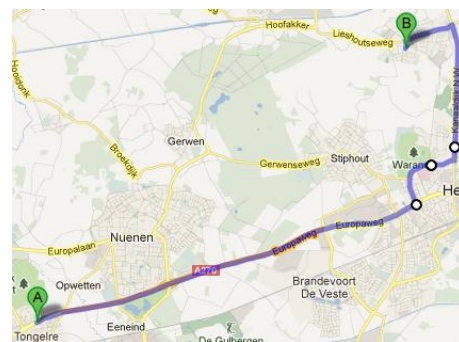 B
Hoofakker
Lieshoutseweg
Kanaaldijk N.W.
Hooidonk
Gerwen
Broekdijk
Gerwenseweg
Stiphout
Waran
He
Europaweg
Europaweg
Europalaan
Nuenen
A270
A
Opwetten
Brandevoort
De Veste
Eeneind
Tongelre
De Gulbergen